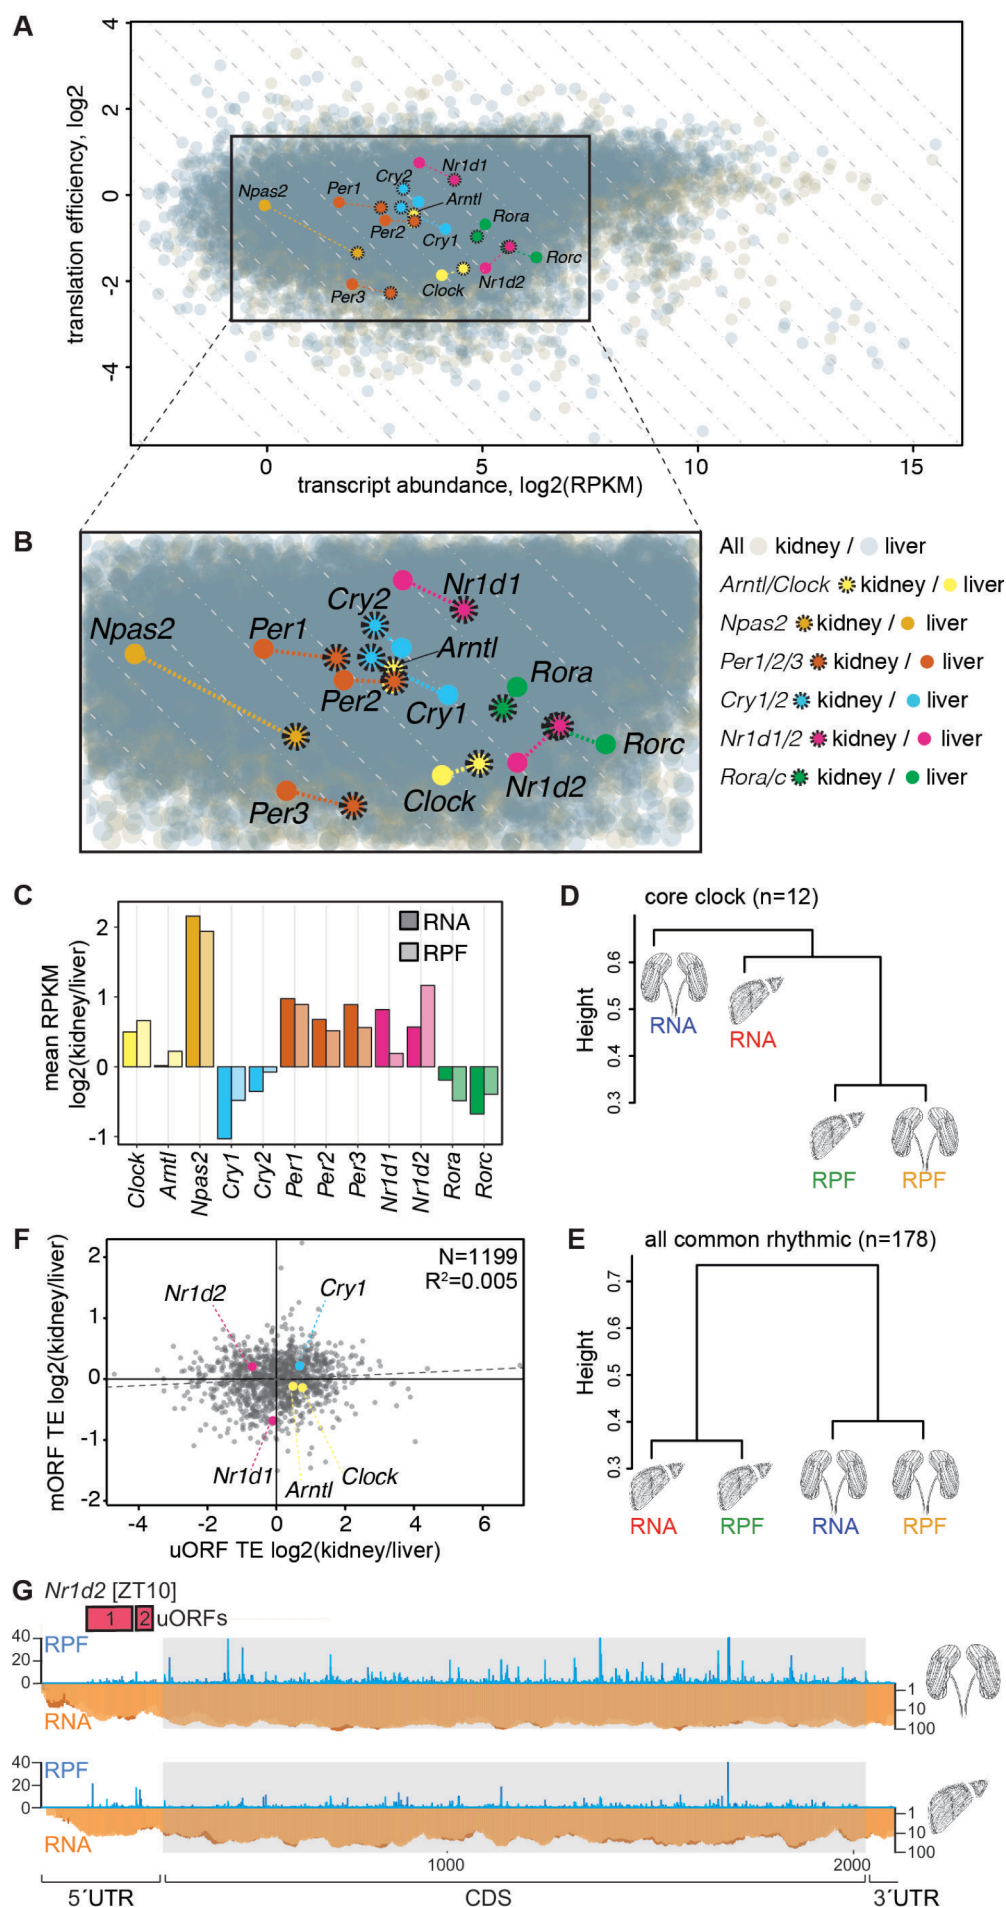 A
translation efficiency, log2
4
2
0
-2
-4
Npas2
Per1
Cry2
Nr1d1
Arntl
Per2
Cry1
Rora
Rorc
Per3
Clock
Nr1d2
0
5
10
15
transcript abundance, log2(RPKM)
B
Npas2
Per1
Cry2
Nr1d1
Arntl
Per2
Cry1
Rora
Rorc
Per3
Clock
Nr1d2
All kidney / liver
Arntl/Clock kidney / liver
Npas2 kidney / liver
Per1/2/3 kidney / liver
Cry1/2 kidney / liver
Nr1d1/2 kidney / liver
Rora/c kidney / liver
C
mean RPKM
log2(kidney/liver)
2
1
0
-1
RNA
RPF
Clock
Arntl
Npas2
Cry1
Cry2
Per1
Per2
Per3
Nr1d1
Nr1d2
Rora
Rorc
D
core clock (n=12)
Height
0.6
0.5
0.4
0.3
RNA
RNA
RPF
RPF
F
mORF TE log2(kidney/liver)
2
1
0
-1
-2
N=1199
R²=0.005
Nr1d2
Cry1
Nr1d1
Arntl
Clock
-4
-2
0
2
4
6
uORF TE log2(kidney/liver)
E
all common rhythmic (n=178)
Height
0.7
0.6
0.5
0.4
0.3
RNA
RPF
RNA
RPF
G
Nr1d2 [ZT10]
1
2
uORFs
40
20
0
RPF
RNA
1
10
100
40
20
0
RPF
RNA
1
10
100
1000
2000
5´UTR
CDS
3´UTR